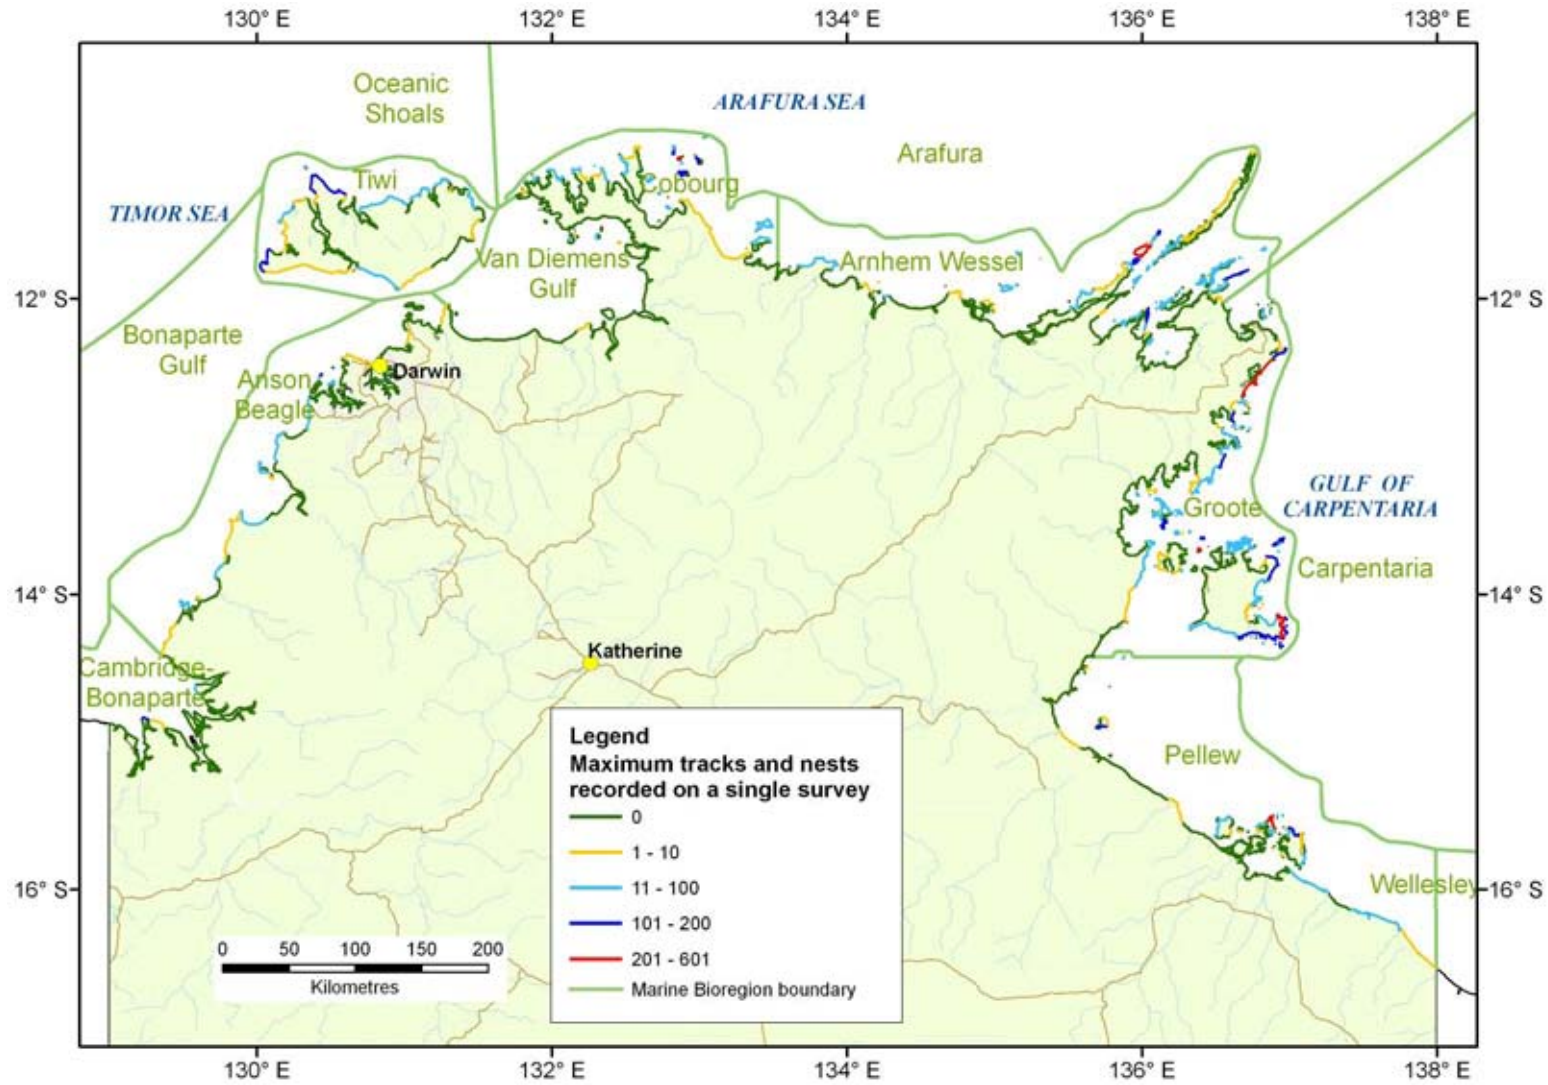 130° E 132° E 134° E 136° E 138° E
Oceanic
Shoals
ARAFURA SEA
Arafura
Tiwi
Cobourg
TIMOR SEA
Van Diemens
Gulf
Arnhem Wessel
12° S 12° S
Bonaparte
Gulf
Anson
Beagle
Darwin
GULF OF
CARPENTARIA
Groote
Carpentaria
14° S 14° S
Katherine
Cambridge-
Bonaparte
Pellew
Legend
Maximum tracks and nests
recorded on a single survey
0
1 - 10
11 - 100
101 - 200
201 - 601
Marine Bioregion boundary
16° S Wellesley 16° S
0 50 100 150 200
Kilometres
130° E 132° E 134° E 136° E 138° E